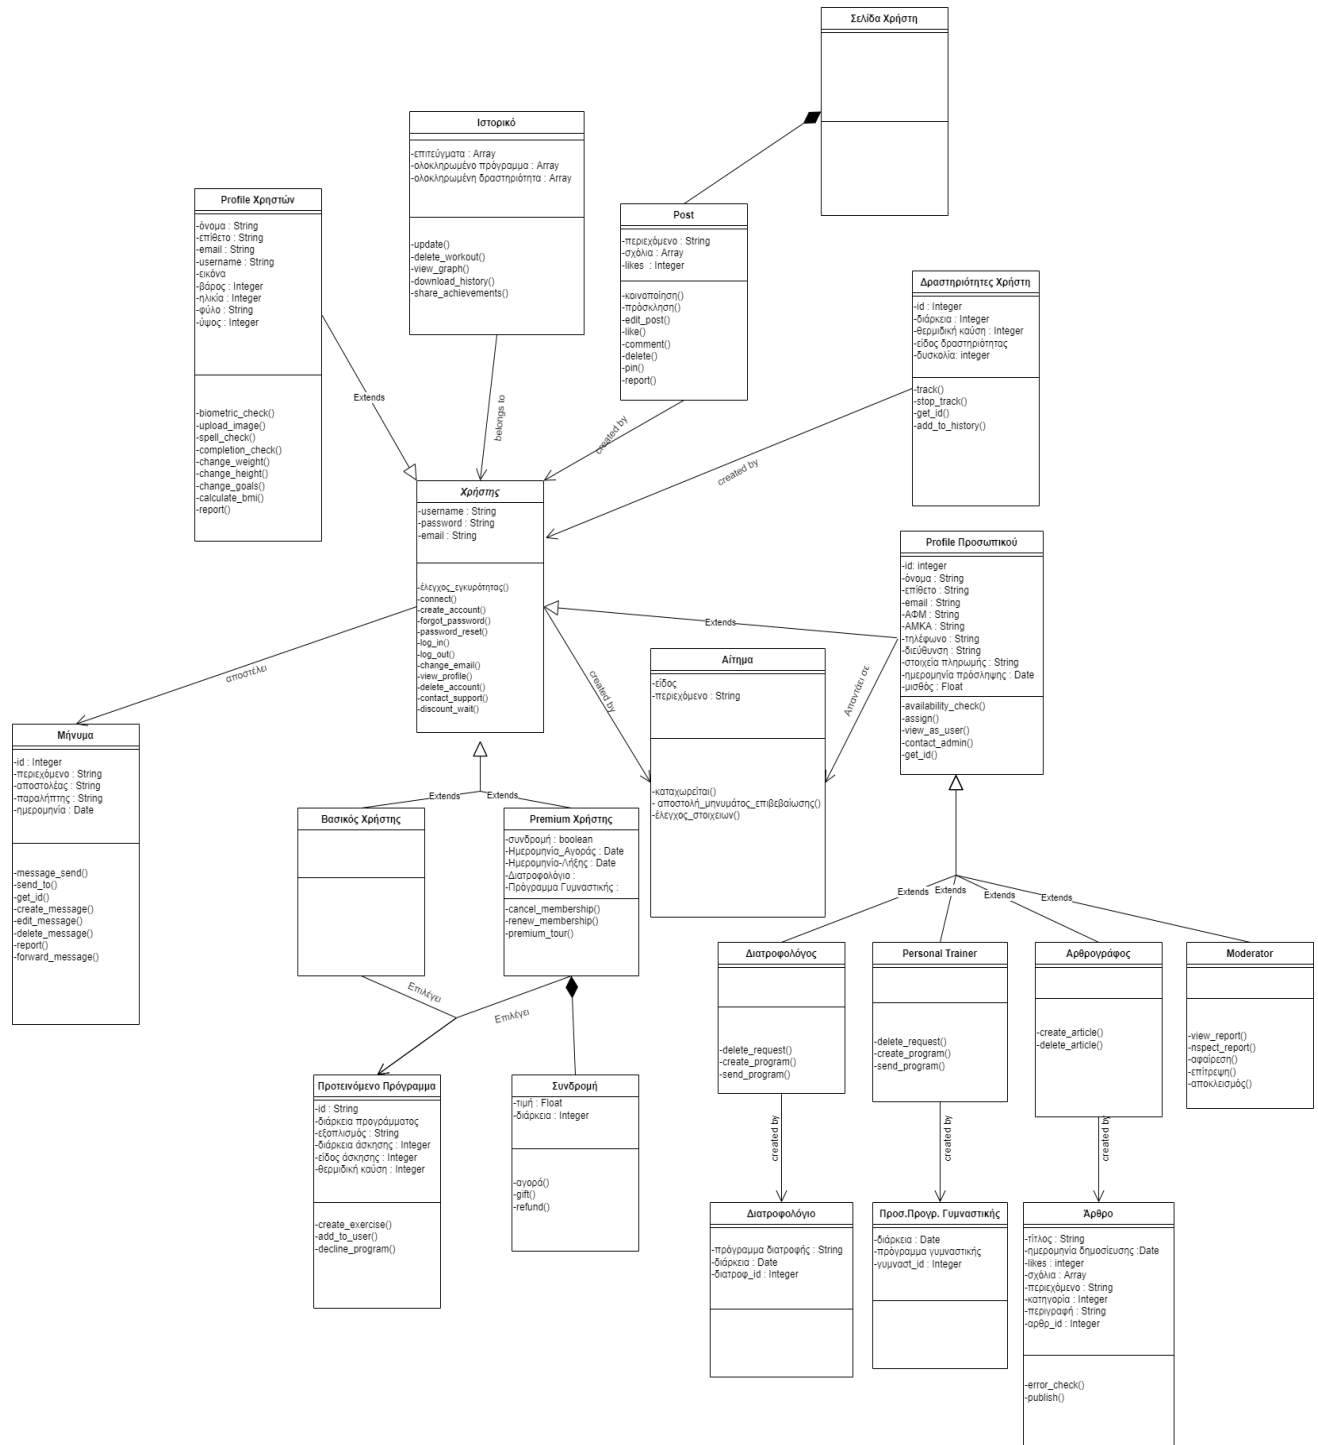 Σελίδα Χρήστη
Ιστορικό
-επιτεύγματα : Array
-ολοκληρωμένο πρόγραμμα : Array
-ολοκληρωμένη δραστηριότητα : Array
-update()
-delete_workout()
-view_graph()
-download_history()
-share_achievements()
Profile Χρηστών
-όνομα : String
-επίθετο : String
-email : String
-username : String
-εικόνα
-βάρος : Integer
-ηλικία : Integer
-φύλο : String
-ύψος : Integer
-biometric_check()
-upload_image()
-spell_check()
-completion_check()
-change_weight()
-change_height()
-change_goals()
-calculate_bmi()
-report()
Post
-περιεχόμενο : String
-σχόλια : Array
-likes : Integer
-κοινοποίηση()
-πρόσκληση()
-edit_post()
-like()
-comment()
-delete()
-pin()
-report()
Δραστηριότητες Χρήστη
-id : Integer
-διάρκεια : Integer
-θερμιδική καύση : Integer
-είδος δραστηριότητας
-δυσκολία: integer
-track()
-stop_track()
-get_id()
-add_to_history()
Extends
belongs to
created by
created by
Χρήστης
-username : String
-password : String
-email : String
-έλεγχος_εγκυρότητας()
-connect()
-create_account()
-forgot_password()
-password_reset()
-log_in()
-log_out()
-change_email()
-view_profile()
-delete_account()
-contact_support()
-discount_wait()
Profile Προσωπικού
-id: integer
-όνομα : String
-επίθετο : String
-email : String
-ΑΦΜ : String
-ΑΜΚΑ : String
-τηλέφωνο : String
-διεύθυνση : String
-στοιχεία πληρωμής : String
-ημερομηνία πρόσληψης : Date
-μισθός : Float
-availability_check()
-assign()
-view_as_user()
-contact_admin()
-get_id()
Extends
αποστέλει
created by
Απαντάει σε
Αίτημα
-είδος
-περιεχόμενο : String
-καταχωρείται()
- αποστολή_μηνυμάτος_επιβεβαίωσης()
-έλεγχος_στοιχειων()
Μήνυμα
-id : Integer
-περιεχόμενο : String
-αποστολέας : String
-παραλήπτης : String
-ημερομηνία : Date
-message_send()
-send_to()
-get_id()
-create_message()
-edit_message()
-delete_message()
-report()
-forward_message()
Extends
Extends
Βασικός Χρήστης
Premium Χρήστης
-συνδρομή : boolean
-Ημερομηνία_Αγοράς : Date
-Ημερομηνία-Λήξης : Date
-Διατροφολόγιο :
-Πρόγραμμα Γυμναστικής :
-cancel_membership()
-renew_membership()
-premium_tour()
Επιλέγει
Επιλέγει
Extends
Extends
Extends
Extends
Διατροφολόγος
-delete_request()
-create_program()
-send_program()
Personal Trainer
-delete_request()
-create_program()
-send_program()
Αρθρογράφος
-create_article()
-delete_article()
Moderator
-view_report()
-nspect_report()
-αφαίρεση()
-επίτρεψη()
-αποκλεισμός()
Προτεινόμενο Πρόγραμμα
-id : String
-διάρκεια προγράμματος
-εξοπλισμός : String
-διάρκεια άσκησης : Integer
-είδος άσκησης : Integer
-θερμιδική καύση : Integer
-create_exercise()
-add_to_user()
-decline_program()
Συνδρομή
-τιμή : Float
-διάρκεια : Integer
-αγορά()
-gift()
-refund()
created by
created by
created by
Διατροφολόγιο
-πρόγραμμα διατροφής : String
-διάρκεια : Date
-διατροφ_id : Integer
Προσ.Προγρ. Γυμναστικής
-διάρκεια : Date
-πρόγραμμα γυμναστικής
-γυμναστ_id : Integer
Άρθρο
-τίτλος : String
-ημερομηνία δημοσίευσης :Date
-likes : integer
-σχόλια : Array
-περιεχόμενο : String
-κατηγορία : Integer
-περιγραφή : String
-αρθρ_id : Integer
-error_check()
-publish()